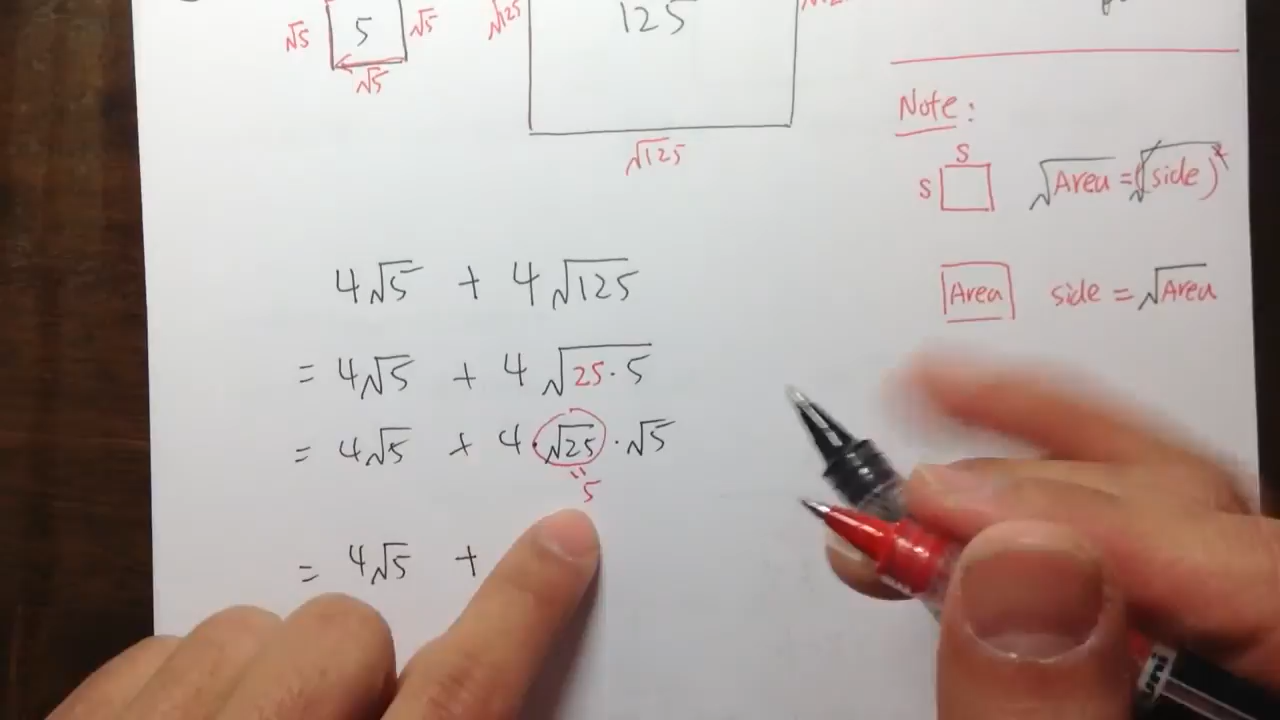 √5 5 √5 √125 125
√5
√125
Note:
s
s √Area = (√side)²
Area side = √Area
4√5 + 4√125
= 4√5 + 4√25·5
= 4√5 + 4·√25·√5
5
= 4√5 +
uni